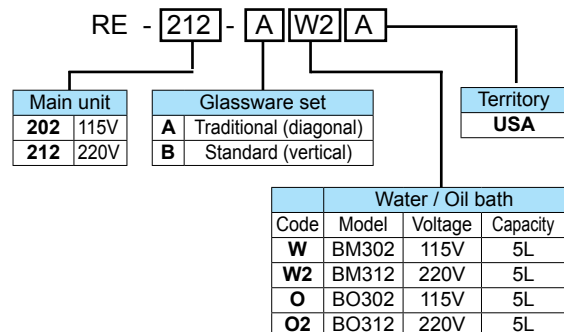 RE - 212 - A W2 A
Main unit
202 115V
212 220V
Glassware set
A Traditional (diagonal)
B Standard (vertical)
Territory
USA
Water / Oil bath
Code Model Voltage Capacity
W BM302 115V 5L
W2 BM312 220V 5L
O BO302 115V 5L
O2 BO312 220V 5L